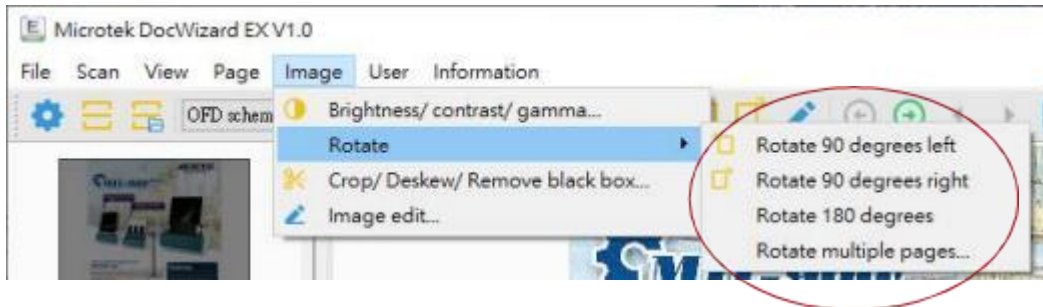 E Microtek DocWizard EX V1.0
File Scan View Page Image User Information
OFD schem
Brightness/ contrast/ gamma...
Rotate
Crop/ Deskew/ Remove black box...
Image edit...
Rotate 90 degrees left
Rotate 90 degrees right
Rotate 180 degrees
Rotate multiple pages...